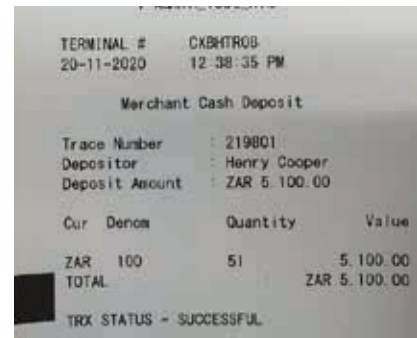 TERMINAL # CXBHTROB
20-11-2020 12 38 35 PM
Merchant Cash Deposit
Trace Number : 219801
Depositor : Henry Cooper
Deposit Amount : ZAR 5,100.00
Cur Denom Quantity Value
ZAR 100 51 5,100.00
TOTAL ZAR 5,100.00
TRX STATUS - SUCCESSFUL